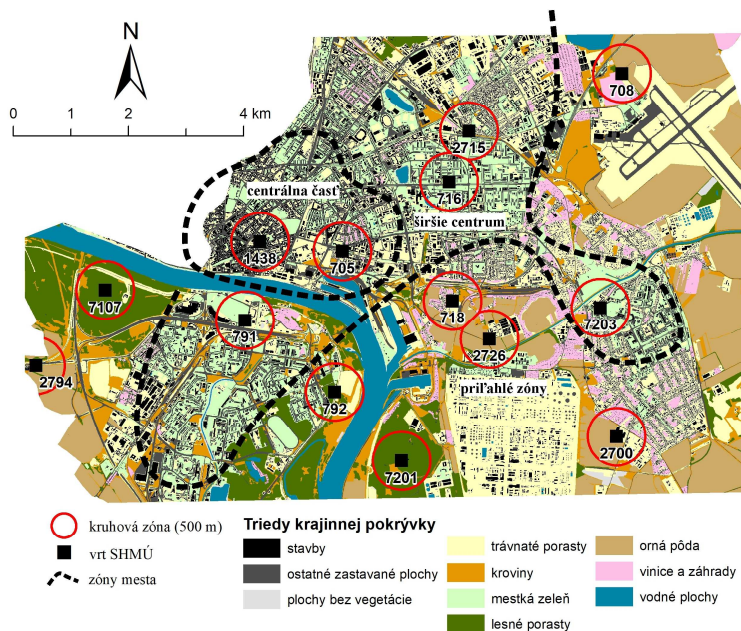 N
0 2 4 km
708
2715
716
centrálna časť
širšie centrum
1438
705
7107
791
718
7203
2726
2794
792
priľahlé zóny
2700
7201
kruhová zóna (500 m)
vrt SHMÚ
zóny mesta
Triedy krajinnej pokrývky
stavby
ostatné zastavané plochy
plochy bez vegetácie
trávnaté porasty
kroviny
mestká zeleň
lesné porasty
orná pôda
vinice a záhrady
vodné plochy